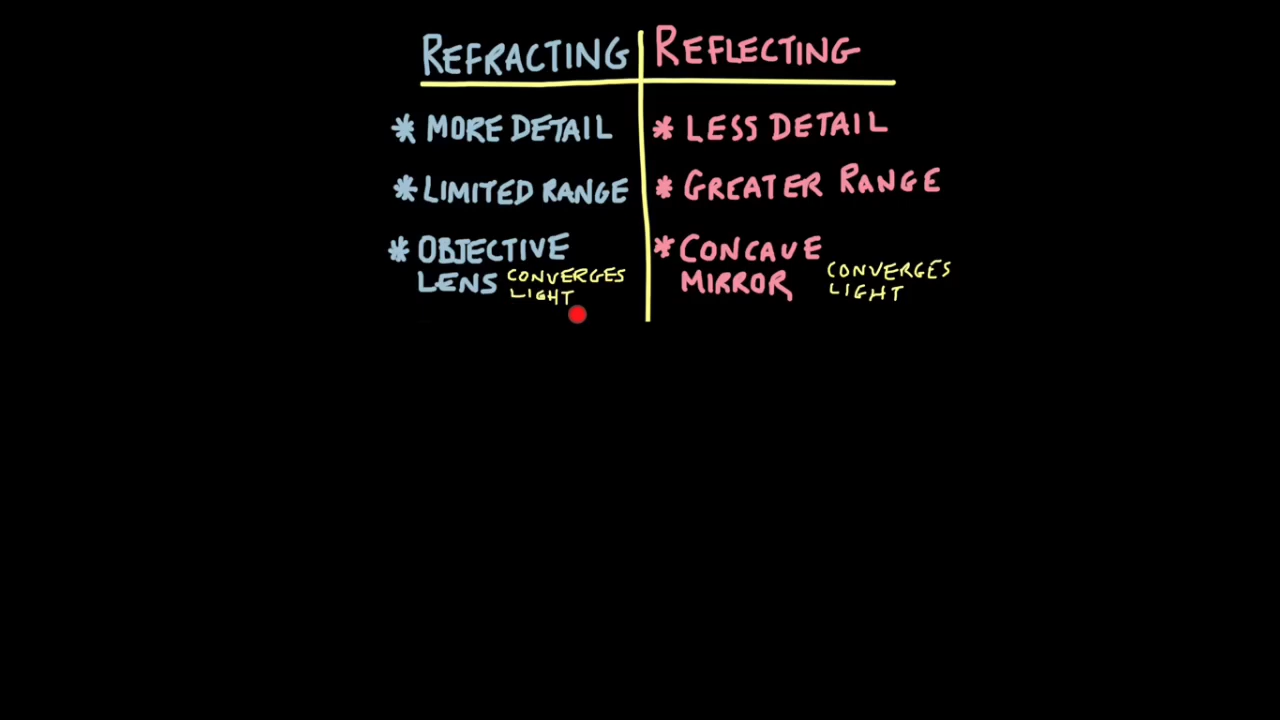 REFRACTING
REFLECTING
* MORE DETAIL
* LESS DETAIL
* LIMITED RANGE
* GREATER RANGE
* OBJECTIVE
LENS CONVERGES
LIGHT
* CONCAVE
MIRROR CONVERGES
LIGHT